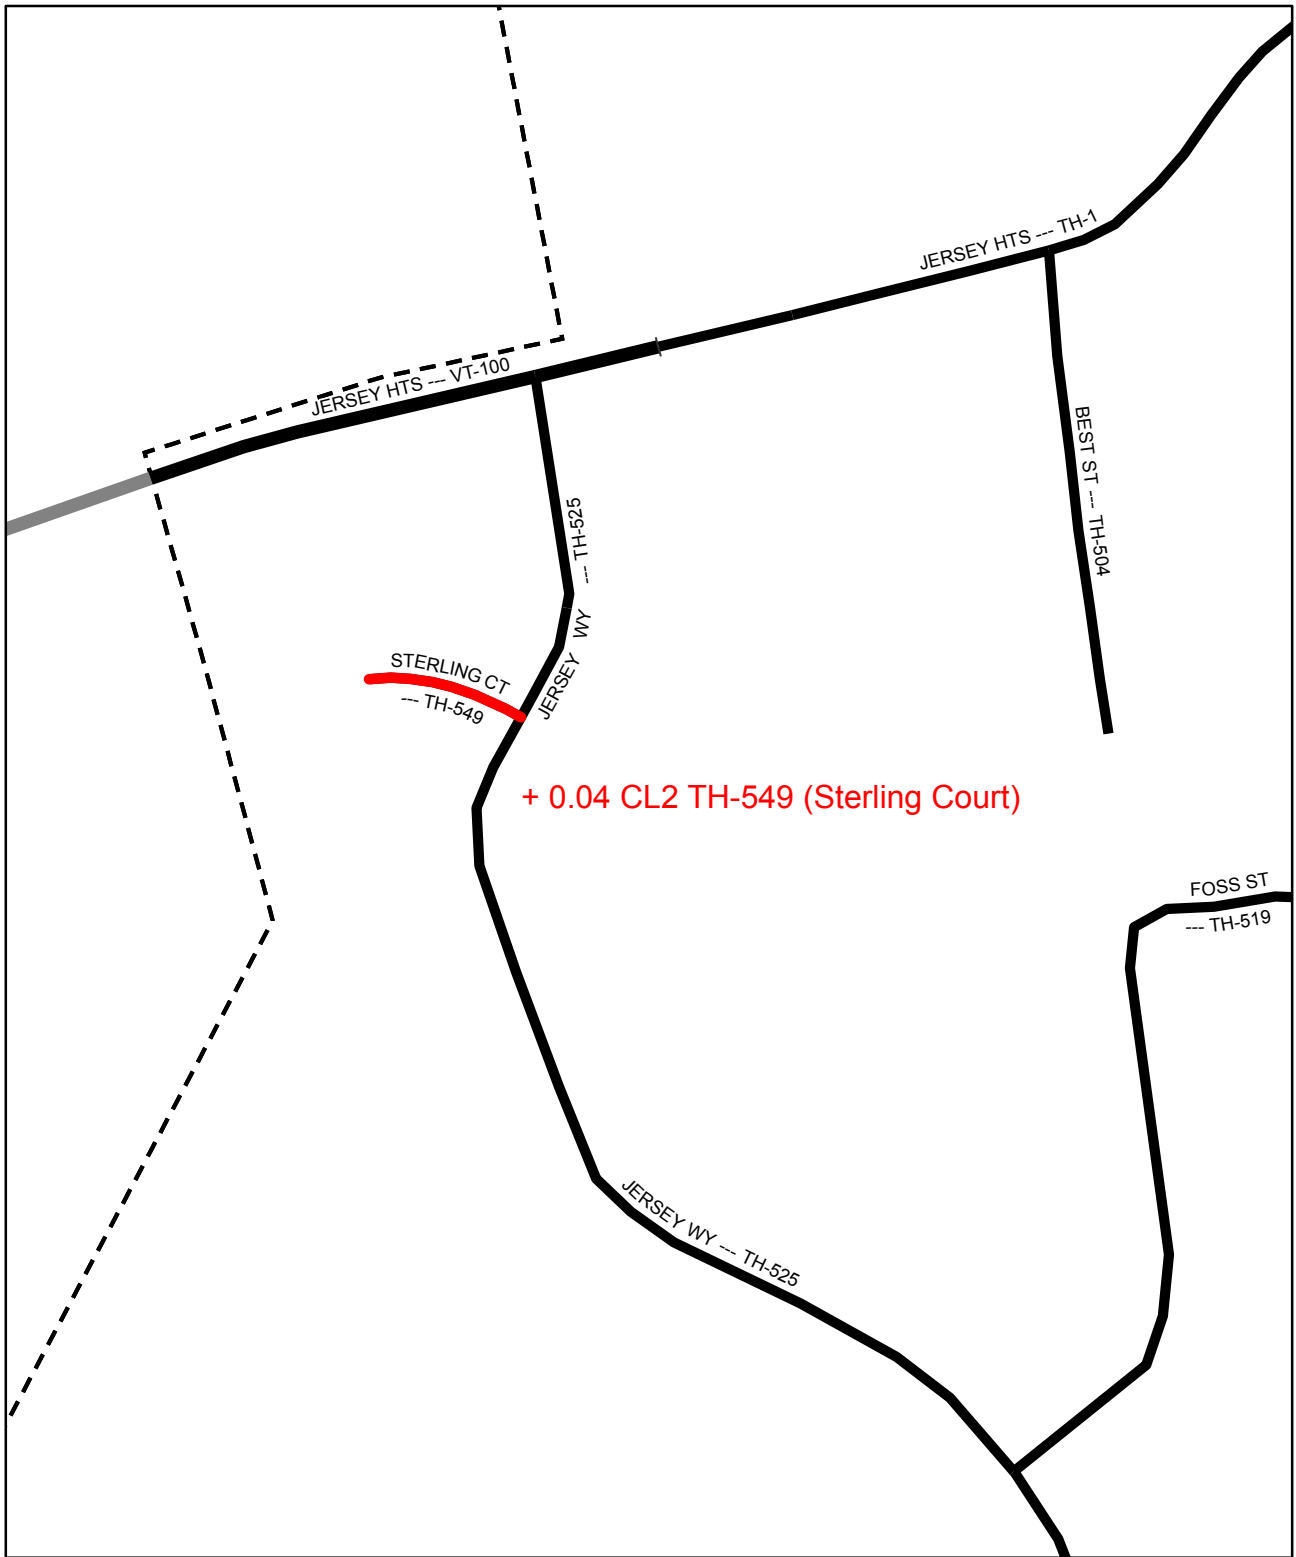 JERSEY HTS --- TH-1
JERSEY HTS --- VT-100
BEST ST --- TH-504
JERSEY WY --- TH-525
STERLING CT
--- TH-549
+ 0.04 CL2 TH-549 (Sterling Court)
FOSS ST
--- TH-519
JERSEY WY --- TH-525